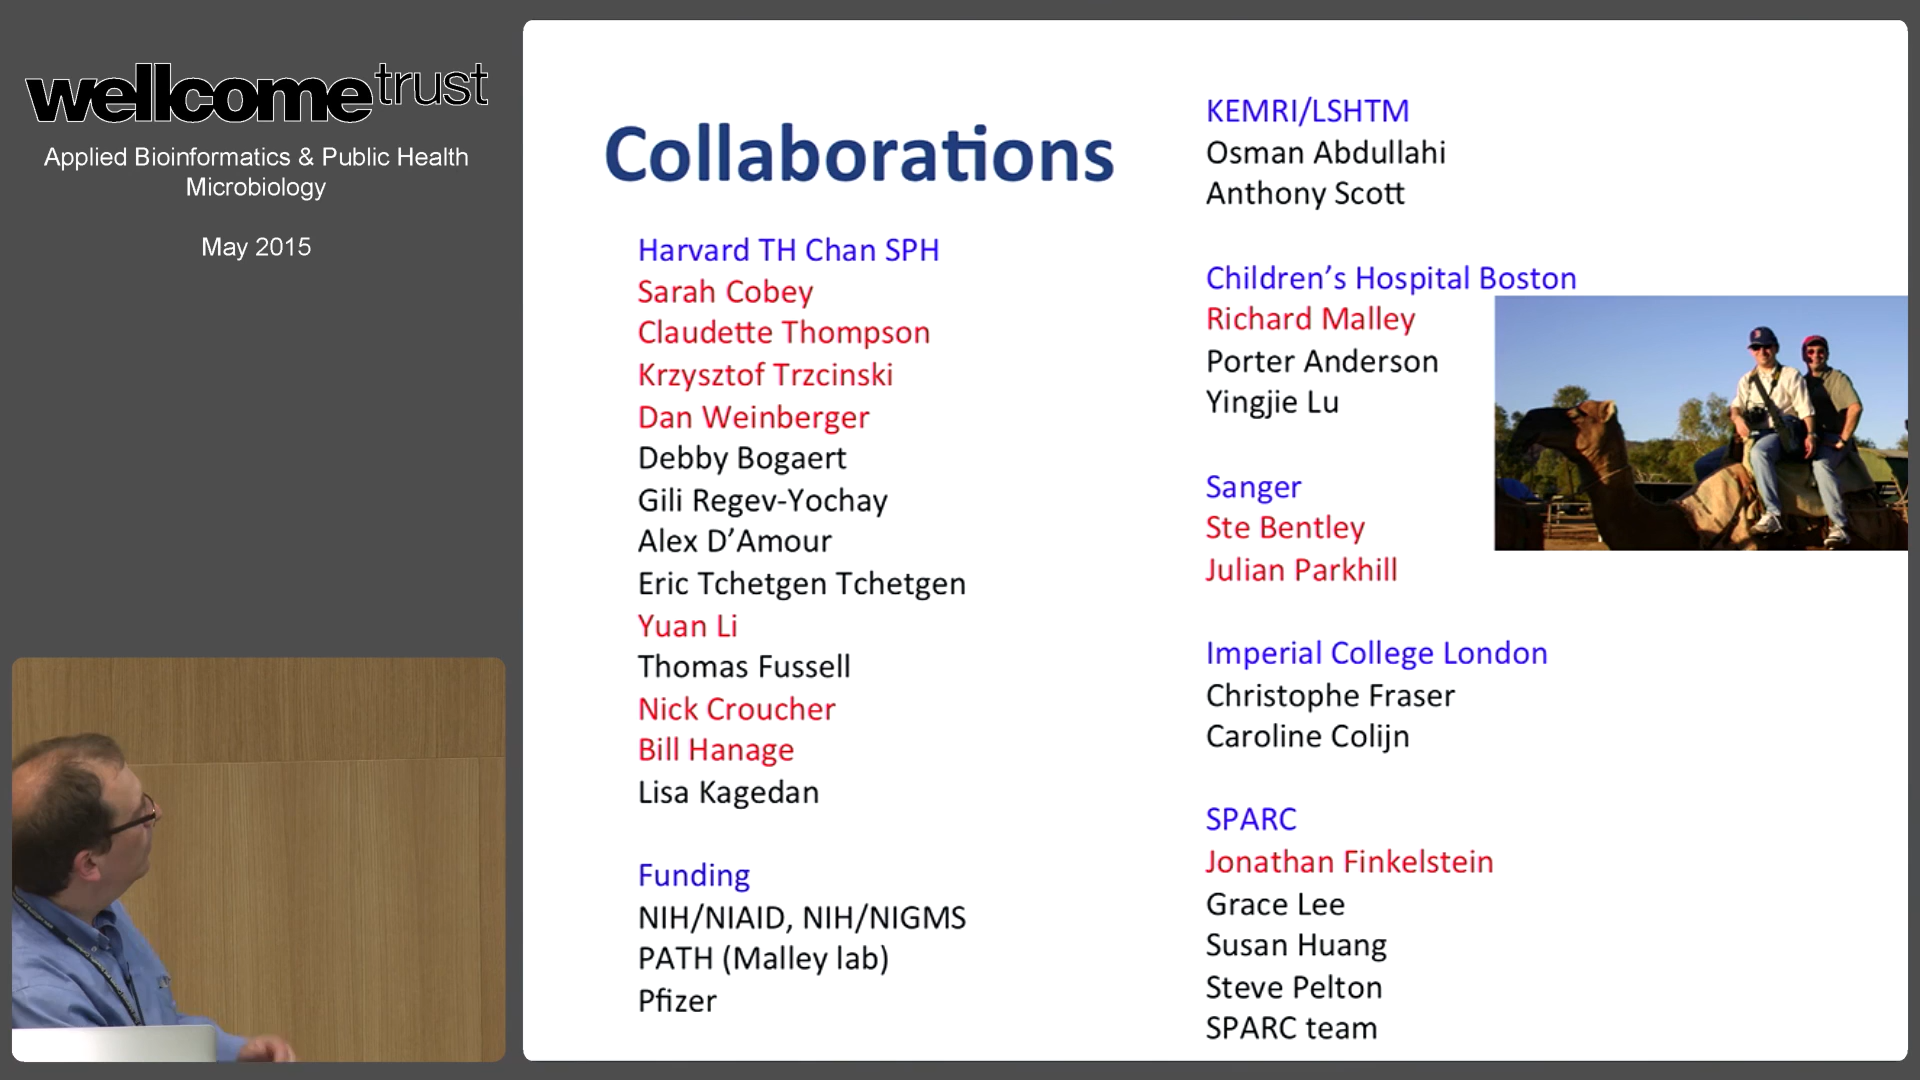 wellcometrust
Applied Bioinformatics & Public Health
Microbiology
May 2015
Collaborations
Harvard TH Chan SPH
Sarah Cobey
Claudette Thompson
Krzysztof Trzcinski
Dan Weinberger
Debby Bogaert
Gili Regev-Yochay
Alex D’Amour
Eric Tchetgen Tchetgen
Yuan Li
Thomas Fussell
Nick Croucher
Bill Hanage
Lisa Kagedan
Funding
NIH/NIAID, NIH/NIGMS
PATH (Malley lab)
Pfizer
KEMRI/LSHTM
Osman Abdullahi
Anthony Scott
Children’s Hospital Boston
Richard Malley
Porter Anderson
Yingjie Lu
Sanger
Ste Bentley
Julian Parkhill
Imperial College London
Christophe Fraser
Caroline Colijn
SPARC
Jonathan Finkelstein
Grace Lee
Susan Huang
Steve Pelton
SPARC team